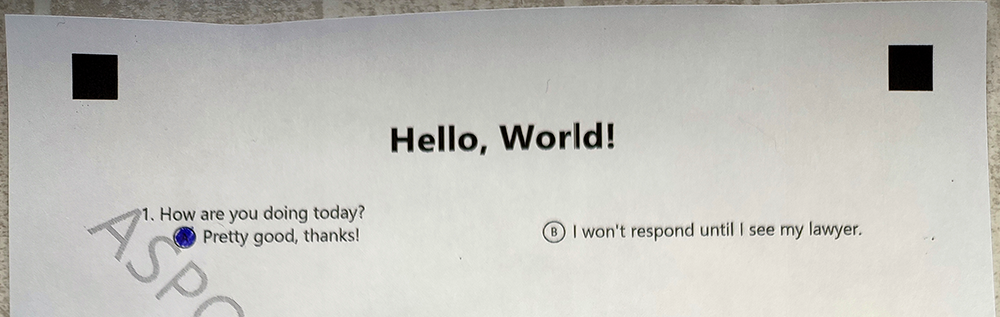 Hello, World!
1. How are you doing today?
Pretty good, thanks!
B I won't respond until I see my lawyer.
ASPO